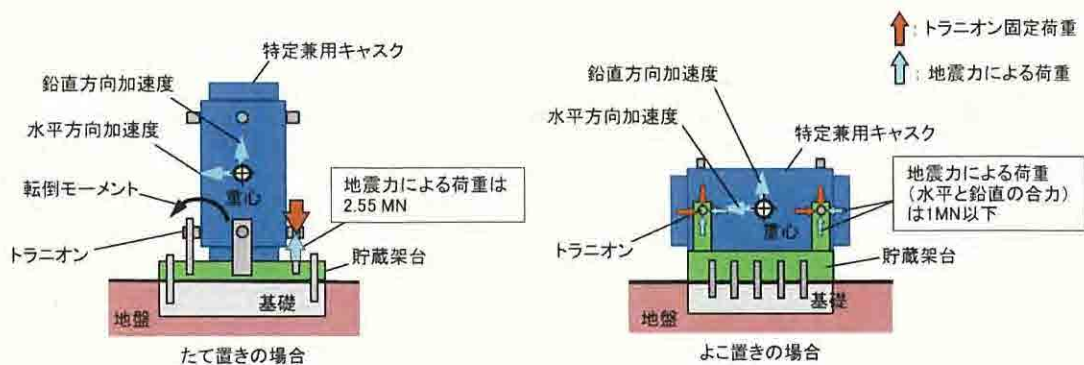 特定兼用キャスク
鉛直方向加速度
水平方向加速度
転倒モーメント
重心
地震力による荷重は
2.55 MN
トラニオン
貯蔵架台
基礎
地盤
たて置きの場合
:トラニオン固定荷重
:地震力による荷重
鉛直方向加速度
水平方向加速度
特定兼用キャスク
地震力による荷重
(水平と鉛直の合力)
は1MN以下
重心
トラニオン
貯蔵架台
基礎
地盤
よこ置きの場合